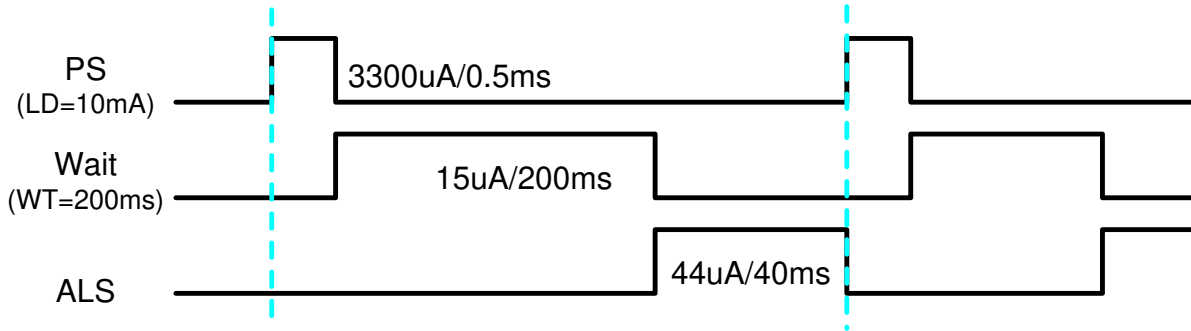 PS
(LD=10mA)
3300uA/0.5ms
Wait
(WT=200ms)
15uA/200ms
ALS
44uA/40ms